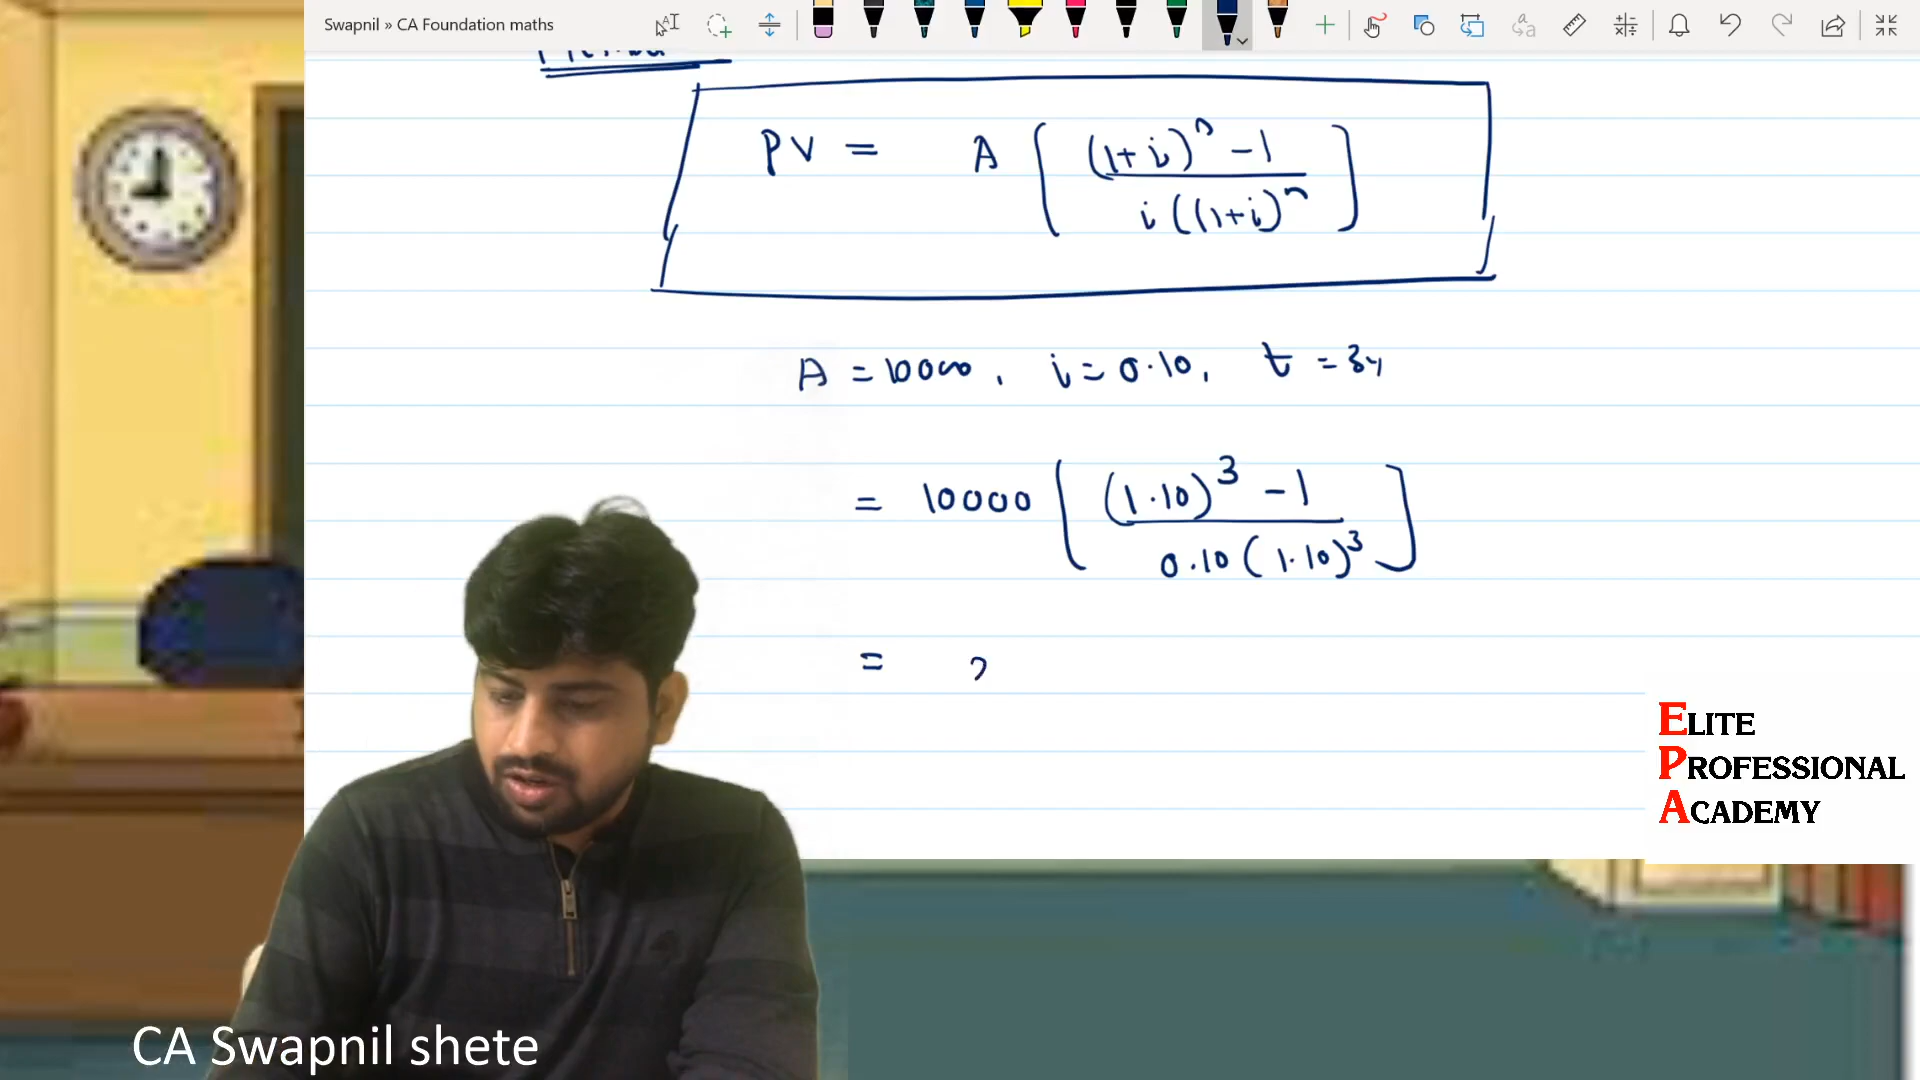 Swapnil » CA Foundation maths
PV = A [ (1+i)^n - 1 / i ((1+i)^n ]
A = 10000, i = 0.10, t = 3y
= 10000 [ (1.10)^3 - 1 / 0.10 (1.10)^3 ]
= 2
ELITE
PROFESSIONAL
ACADEMY
CA Swapnil shete